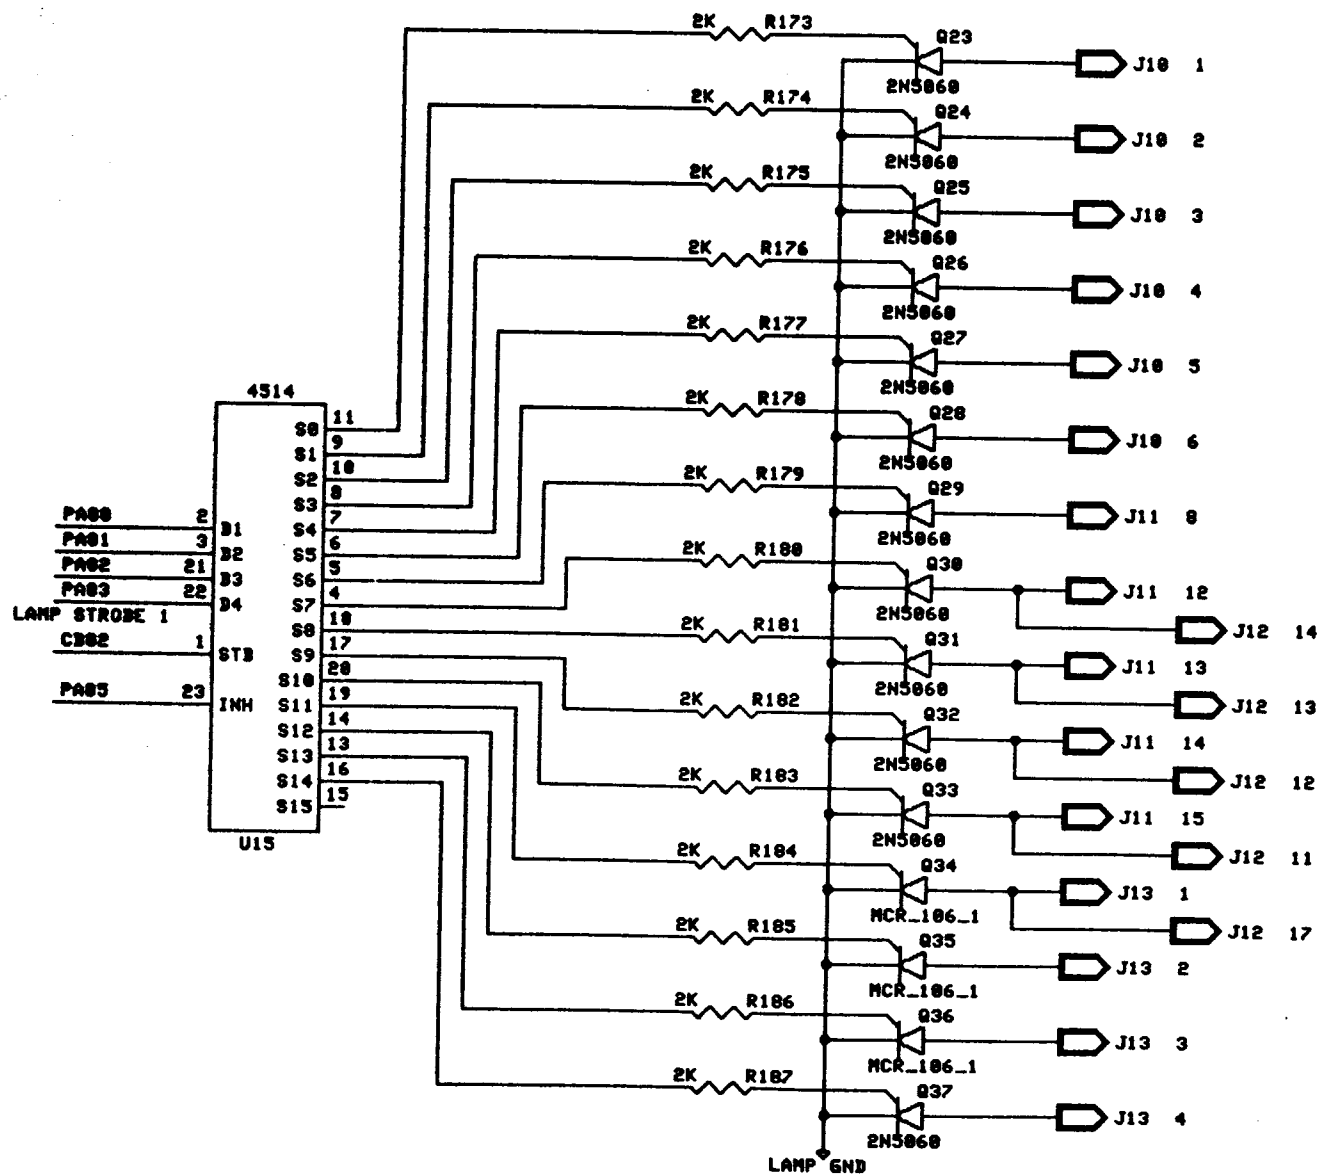 2K R173 Q23 J10 1
2N5060
2K R174 Q24 J10 2
2N5060
2K R175 Q25 J10 3
2N5060
2K R176 Q26 J10 4
2N5060
2K R177 Q27 J10 5
2N5060
2K R178 Q28 J10 6
2N5060
2K R179 Q29 J11 8
2N5060
2K R180 Q30 J11 12
2N5060
J12 14
2K R181 Q31 J11 13
2N5060
J12 13
2K R182 Q32 J11 14
2N5060
J12 12
2K R183 Q33 J11 15
2N5060
J12 11
2K R184 Q34 J13 1
MCR_106_1
J12 17
2K R185 Q35 J13 2
MCR_106_1
2K R186 Q36 J13 3
MCR_106_1
2K R187 Q37 J13 4
2N5060
LAMP GND
4514
S0 11
S1 9
S2 10
S3 8
S4 7
S5 6
S6 5
S7 4
S8 18
S9 17
S10 20
S11 19
S12 14
S13 13
S14 16
S15 15
PA00 2 B1
PA01 3 B2
PA02 21 B3
PA03 22 B4
LAMP STROBE 1
CB02 1 STB
PA05 23 INH
U15